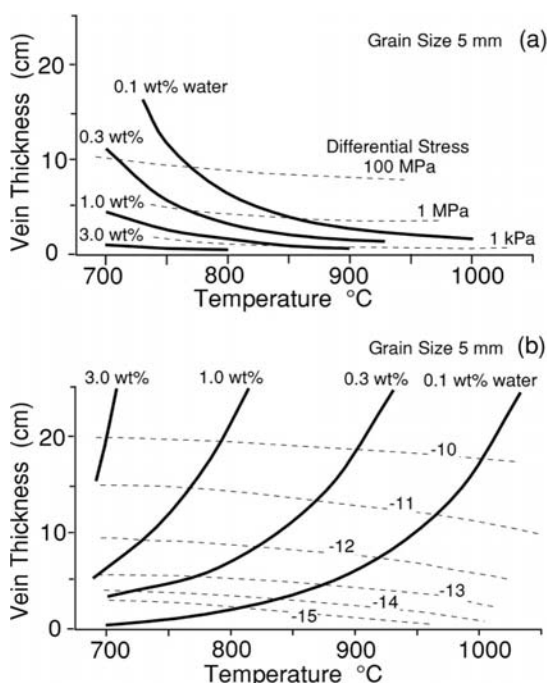 Grain Size 5 mm (a)
20
0.1 wt% water
0.3 wt%
Differential Stress
100 MPa
10
1.0 wt%
1 MPa
3.0 wt%
1 kPa
0
700 800 900 1000
Temperature °C
Vein Thickness (cm)
Grain Size 5 mm (b)
3.0 wt% 1.0 wt% 0.3 wt% 0.1 wt% water
20
-10
-11
10
-12
-13
-14
-15
0
700 800 900 1000
Temperature °C
Vein Thickness (cm)